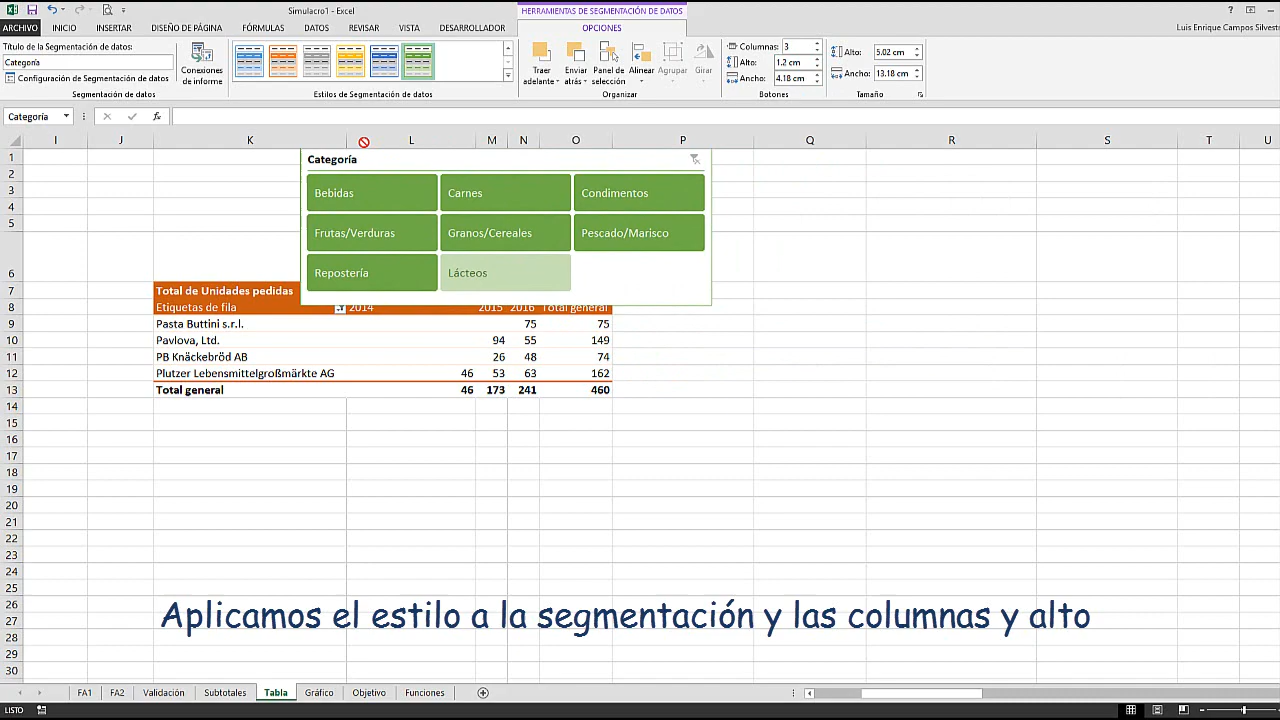 Simulacro1 - Excel
HERRAMIENTAS DE SEGMENTACIÓN DE DATOS
ARCHIVO INICIO INSERTAR DISEÑO DE PÁGINA FÓRMULAS DATOS REVISAR VISTA DESARROLLADOR OPCIONES
Luis Enrique Campos Silvest
Título de la Segmentación de datos:
Categoría
Configuración de Segmentación de datos
Segmentación de datos
Conexiones de informe
Estilos de Segmentación de datos
Traer adelante
Enviar atrás
Panel de selección
Alinear
Agrupar
Girar
Organizar
Columnas: 3
Alto: 1.2 cm
Ancho: 4.18 cm
Botones
Alto: 5.02 cm
Ancho: 13.18 cm
Tamaño
Categoría fx
I J K L M N O P Q R S T U
Categoría
Bebidas Carnes Condimentos
Frutas/Verduras Granos/Cereales Pescado/Marisco
Repostería Lácteos
1
2
3
4
5
6
7 Total de Unidades pedidas
8 Etiquetas de fila 2014 2015 2016 Total general
9 Pasta Buttini s.r.l. 75 75
10 Pavlova, Ltd. 94 55 149
11 PB Knäckebröd AB 26 48 74
12 Plutzer Lebensmittelgroßmärkte AG 46 53 63 162
13 Total general 46 173 241 460
14
15
16
17
18
19
20
21
22
23
24
25
26
27
28
29
30
Aplicamos el estilo a la segmentación y las columnas y alto
FA1 FA2 Validación Subtotales Tabla Gráfico Objetivo Funciones
LISTO